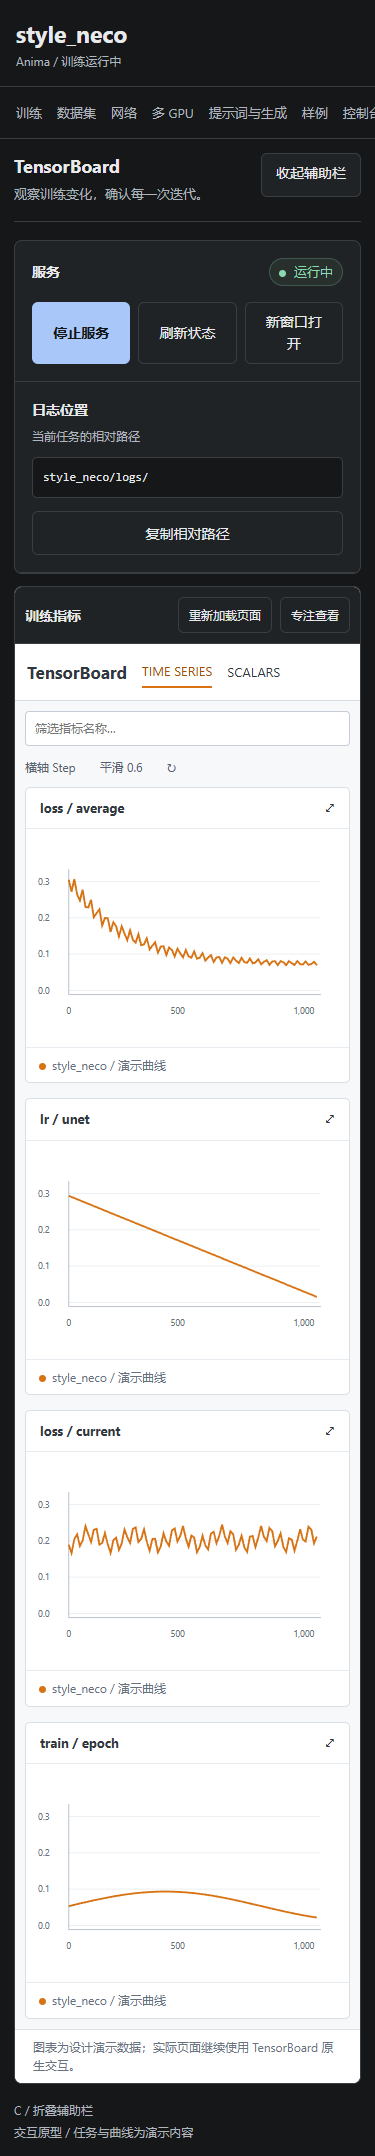 style_neco
Anima / 训练运行中
训练 数据集 网络 多 GPU 提示词与生成 样例 控制台
TensorBoard
观察训练变化，确认每一次迭代。
收起辅助栏
服务
运行中
停止服务
刷新状态
新窗口打
开
日志位置
当前任务的相对路径
style_neco/logs/
复制相对路径
训练指标
重新加载页面
专注查看
TensorBoard TIME SERIES SCALARS
筛选指标名称...
横轴 Step 平滑 0.6 ↻
loss / average ⤢
0.3
0.2
0.1
0.0
0 500 1,000
style_neco / 演示曲线
lr / unet ⤢
0.3
0.2
0.1
0.0
0 500 1,000
style_neco / 演示曲线
loss / current ⤢
0.3
0.2
0.1
0.0
0 500 1,000
style_neco / 演示曲线
train / epoch ⤢
0.3
0.2
0.1
0.0
0 500 1,000
style_neco / 演示曲线
图表为设计演示数据；实际页面继续使用 TensorBoard 原
生交互。
C / 折叠辅助栏
交互原型 / 任务与曲线为演示内容